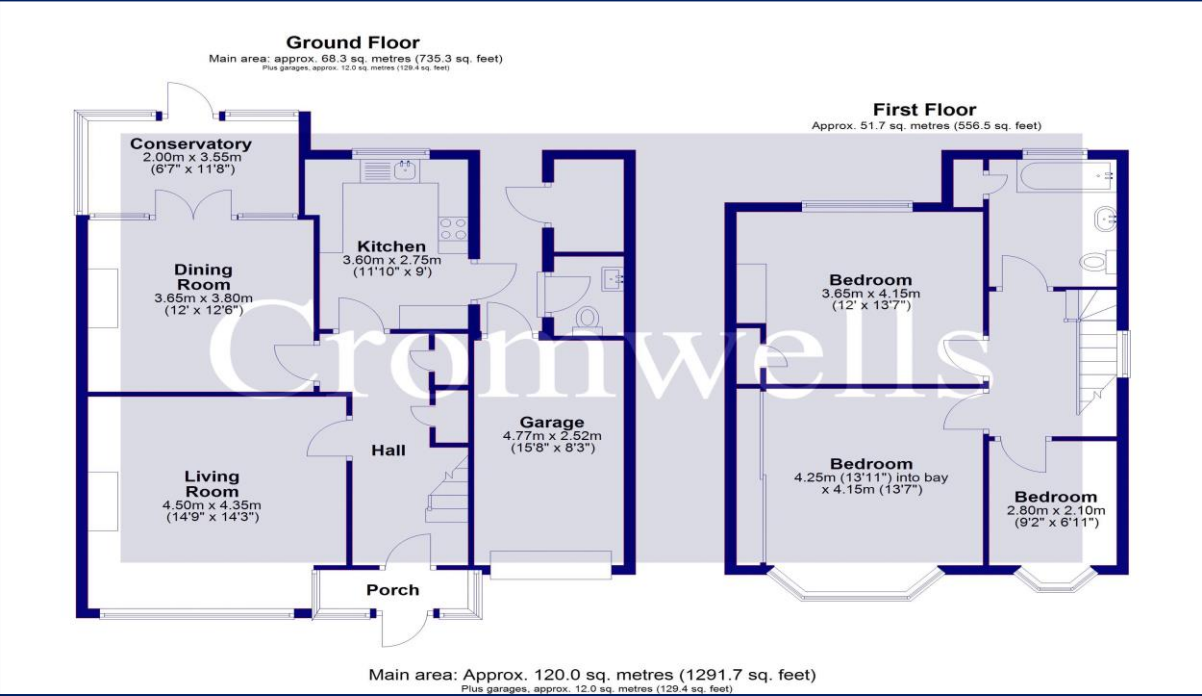 Ground Floor
Main area: approx. 68.3 sq. metres (735.3 sq. feet)
Plus garages, approx. 12.0 sq. metres (129.4 sq. feet)
First Floor
Approx. 51.7 sq. metres (556.5 sq. feet)
Conservatory
2.00m x 3.55m
(6'7" x 11'8")
Kitchen
3.60m x 2.75m
(11'10" x 9')
Dining
Room
3.65m x 3.80m
(12' x 12'6")
Bedroom
3.65m x 4.15m
(12' x 13'7")
Cromwells
Garage
4.77m x 2.52m
(15'8" x 8'3")
Hall
Living
Room
4.50m x 4.35m
(14'9" x 14'3")
Bedroom
4.25m (13'11") into bay
x 4.15m (13'7")
Bedroom
2.80m x 2.10m
(9'2" x 6'11")
Porch
Main area: Approx. 120.0 sq. metres (1291.7 sq. feet)
Plus garages, approx. 12.0 sq. metres (129.4 sq. feet)